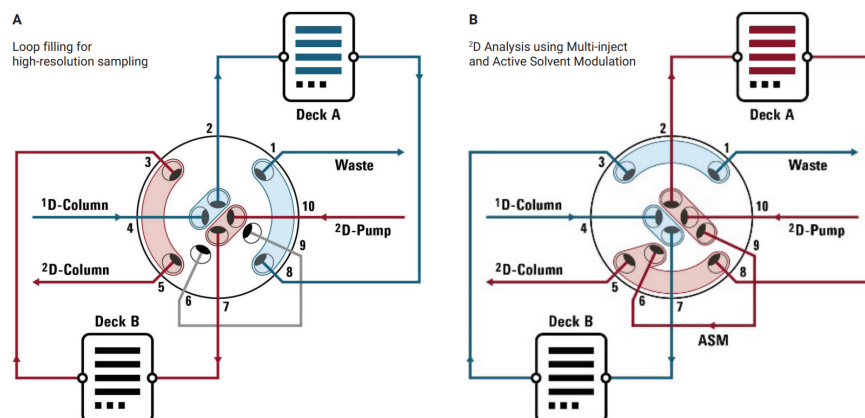 A
Loop filling for
high-resolution sampling
Deck A
2
1
3
Waste
¹D-Column
10
4
²D-Pump
9
²D-Column
8
5
6
7
Deck B
B
²D Analysis using Multi-inject
and Active Solvent Modulation
Deck A
2
1
3
Waste
¹D-Column
10
4
²D-Pump
9
²D-Column
8
5
6
7
ASM
Deck B